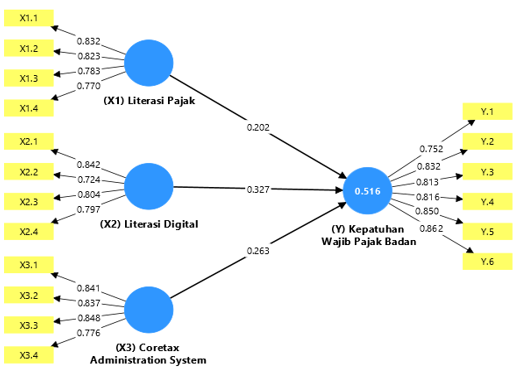 X1.1
X1.2
X1.3
X1.4
0.832
0.823
0.783
0.770
(X1) Literasi Pajak
0.202
X2.1
X2.2
X2.3
X2.4
0.842
0.724
0.804
0.797
(X2) Literasi Digital
0.327
X3.1
X3.2
X3.3
X3.4
0.841
0.837
0.848
0.776
(X3) Coretax
Administration System
0.263
0.516
(Y) Kepatuhan
Wajib Pajak Badan
0.752
0.832
0.813
0.816
0.850
0.862
Y.1
Y.2
Y.3
Y.4
Y.5
Y.6